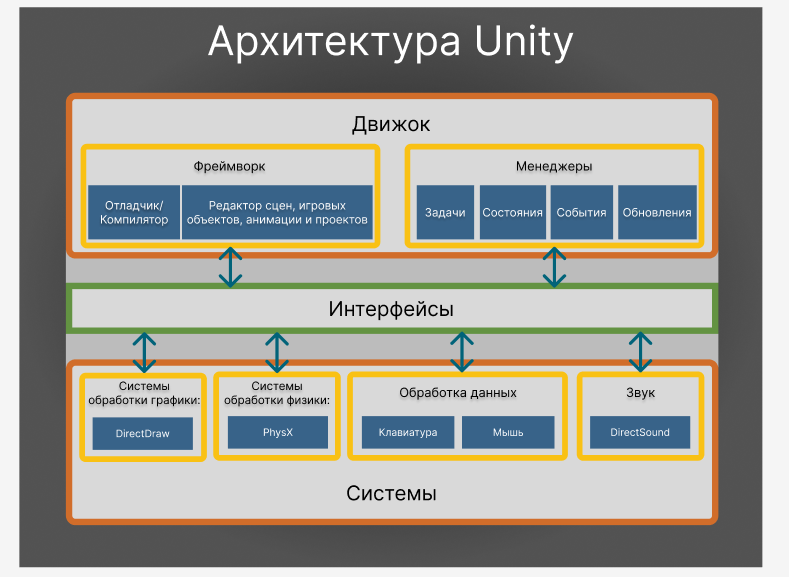 Архитектура Unity
Движок
Фреймворк
Отладчик/
Компилятор
Редактор сцен, игровых
объектов, анимации и проектов
Менеджеры
Задачи
Состояния
События
Обновления
Интерфейсы
Системы
обработки графики:
DirectDraw
Системы
обработки физики:
PhysX
Обработка данных
Клавиатура
Мышь
Звук
DirectSound
Системы